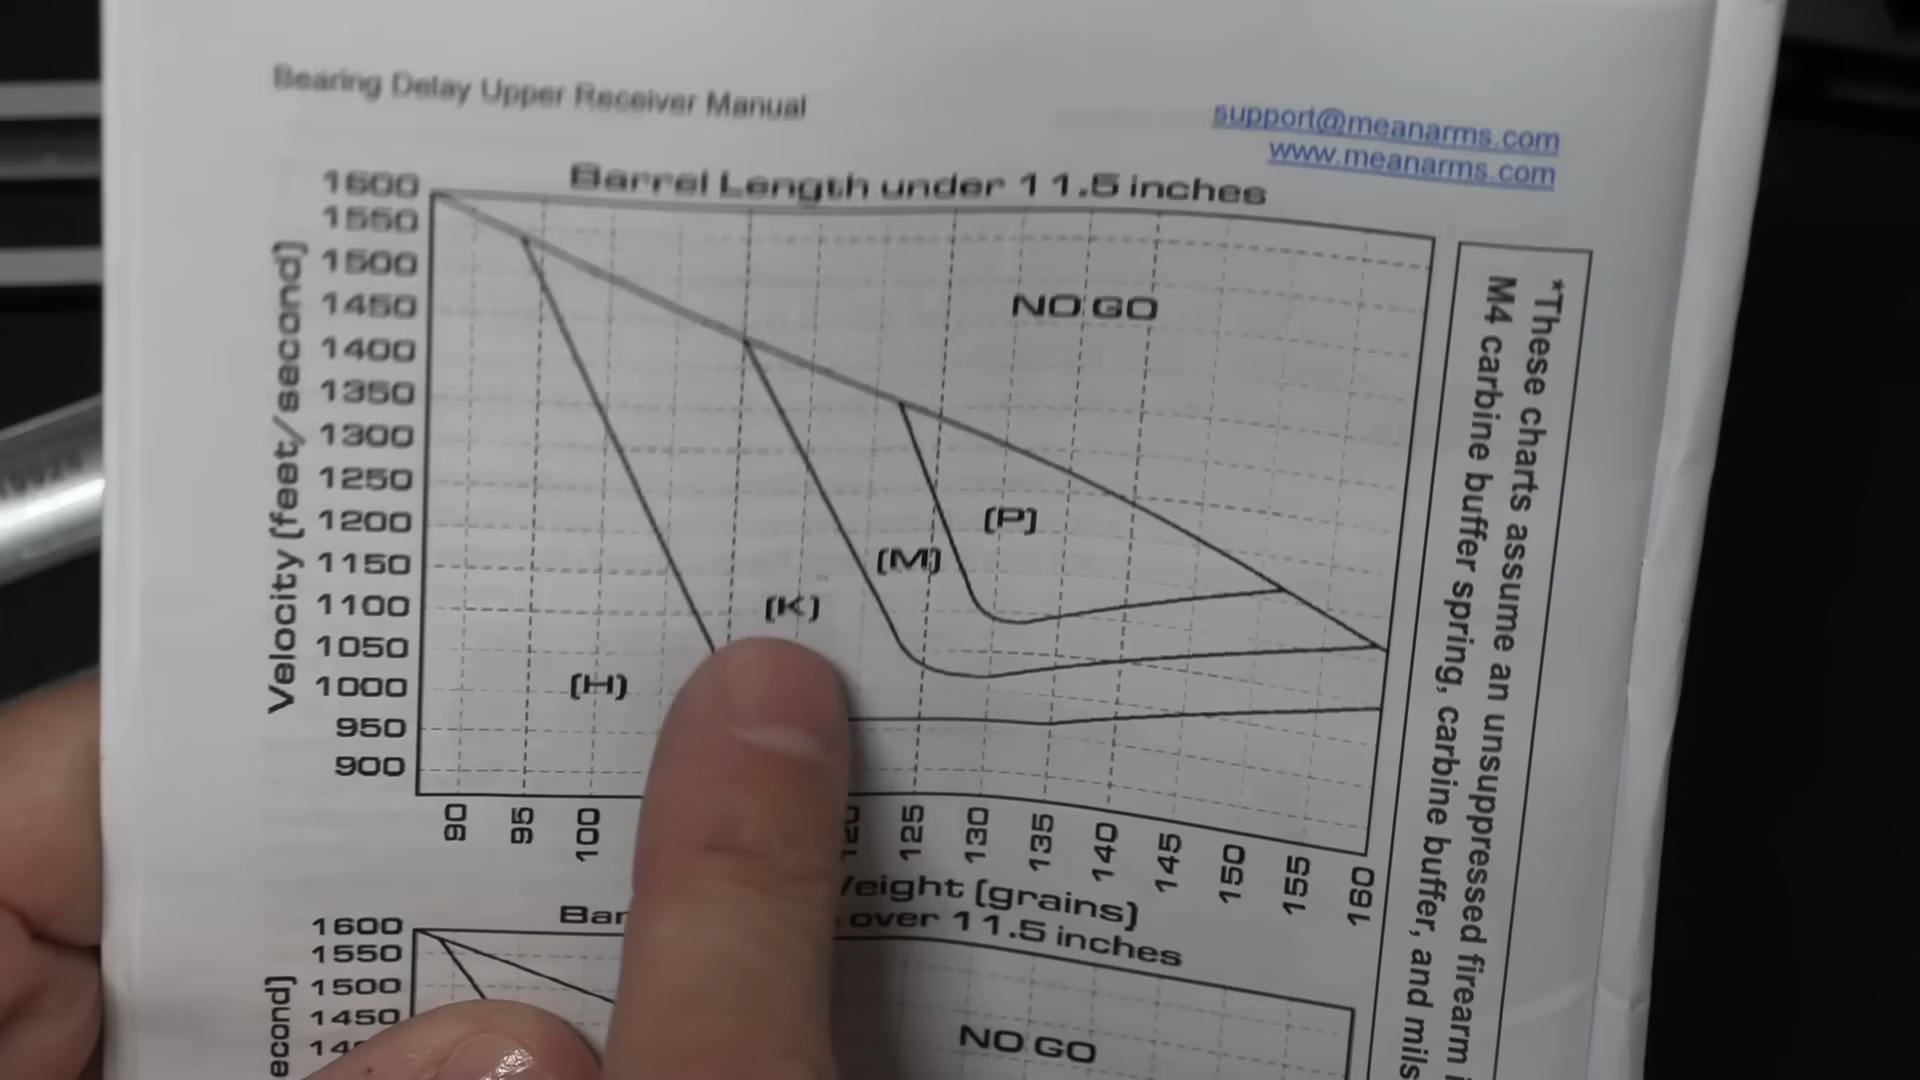 Bearing Delay Upper Receiver Manual
support@meanarms.com
www.meanarms.com
Barrel Length under 11.5 inches
1600
1550
1500
1450
1400
1350
1300
1250
1200
1150
1100
1050
1000
950
900
Velocity (feet/second)
NO GO
(P)
(M)
(K)
(H)
90
95
100
120
125
130
135
140
145
150
155
160
(grains)
over 11.5 inches
1600
1550
1500
1450
NO GO
*These charts assume an unsuppressed firearm
M4 carbine buffer spring, carbine buffer, and